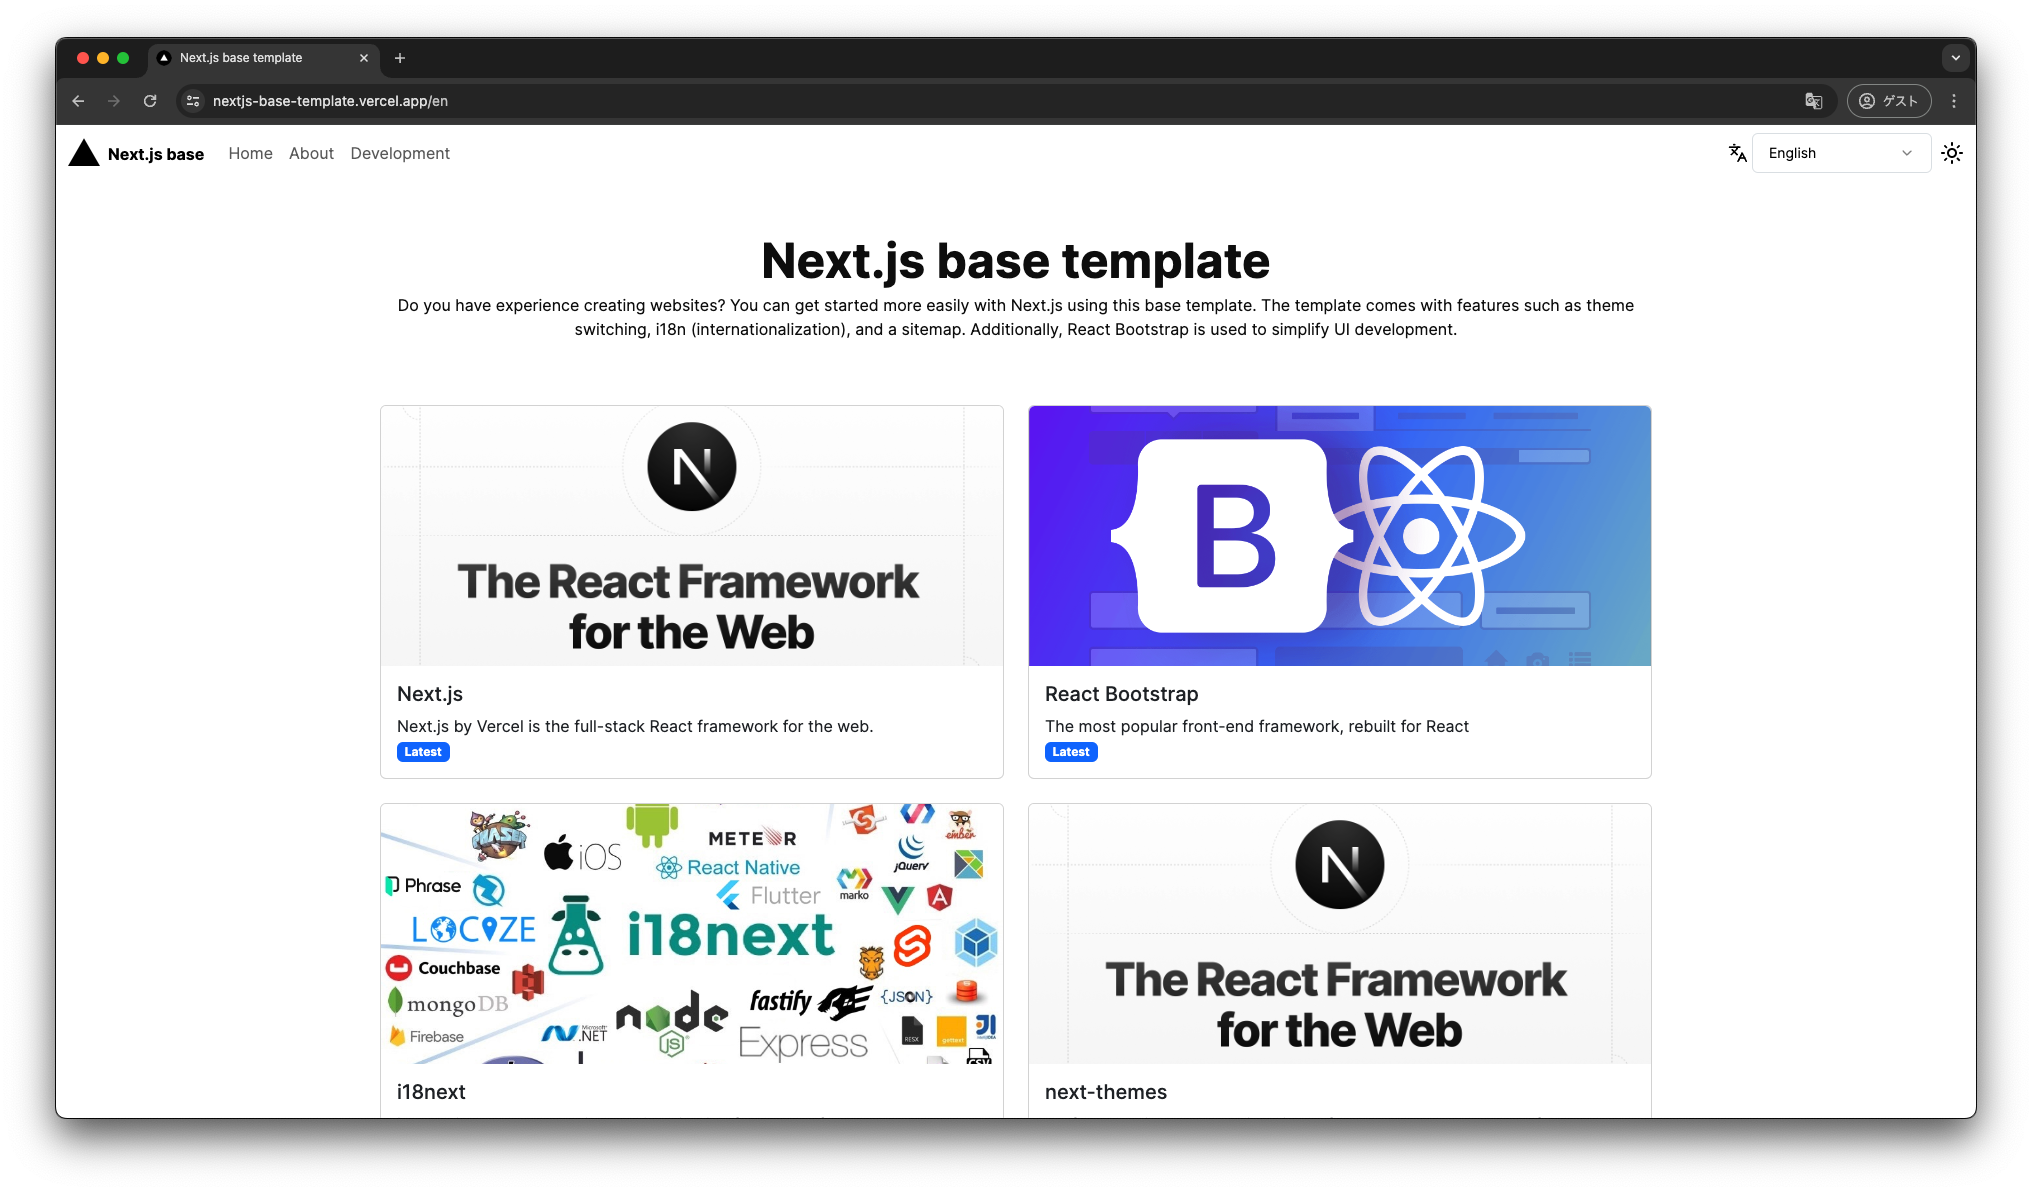 Next.js base template
nextjs-base-template.vercel.app/en
ゲスト
Next.js base
Home
About
Development
English
Next.js base template
Do you have experience creating websites? You can get started more easily with Next.js using this base template. The template comes with features such as theme
switching, i18n (internationalization), and a sitemap. Additionally, React Bootstrap is used to simplify UI development.
N
The React Framework
for the Web
Next.js
Next.js by Vercel is the full-stack React framework for the web.
Latest
B
React Bootstrap
The most popular front-end framework, rebuilt for React
Latest
iOS
METEOR
ember
React Native
jQuery
Phrase
Flutter
marko
LOCIZE
i18next
Couchbase
mongoDB
fastify
{JSON}
Firebase
Microsoft
.NET
node
JS
Express
RESX
gettext
CSV
i18next
N
The React Framework
for the Web
next-themes